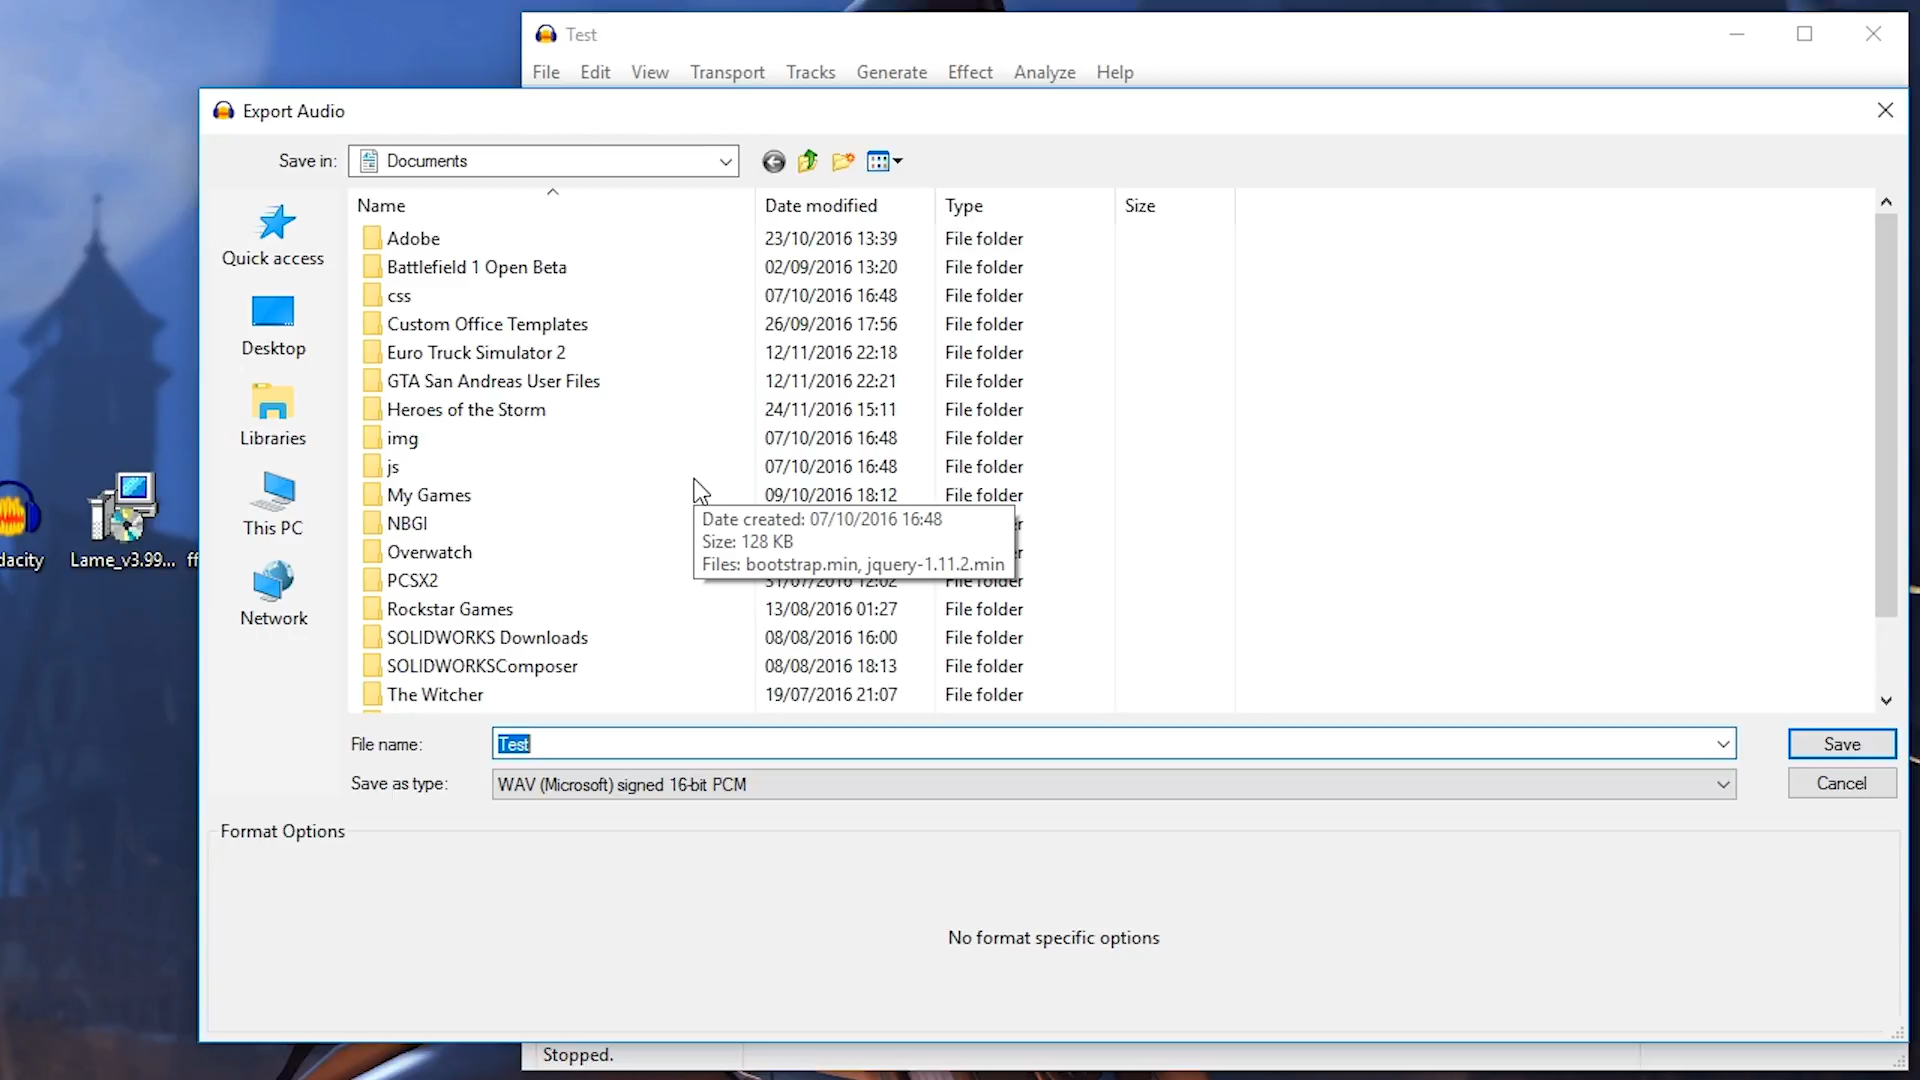 Test
File Edit View Transport Tracks Generate Effect Analyze Help
Export Audio
Save in: Documents
Name Date modified Type Size
Quick access
Desktop
Libraries
This PC
Network
Adobe 23/10/2016 13:39 File folder
Battlefield 1 Open Beta 02/09/2016 13:20 File folder
css 07/10/2016 16:48 File folder
Custom Office Templates 26/09/2016 17:56 File folder
Euro Truck Simulator 2 12/11/2016 22:18 File folder
GTA San Andreas User Files 12/11/2016 22:21 File folder
Heroes of the Storm 24/11/2016 15:11 File folder
img 07/10/2016 16:48 File folder
js 07/10/2016 16:48 File folder
My Games 09/10/2016 18:12 File folder
NBGI
Overwatch
PCSX2 31/07/2016 12:02 File folder
Rockstar Games 13/08/2016 01:27 File folder
SOLIDWORKS Downloads 08/08/2016 16:00 File folder
SOLIDWORKSComposer 08/08/2016 18:13 File folder
The Witcher 19/07/2016 21:07 File folder
Date created: 07/10/2016 16:48
Size: 128 KB
Files: bootstrap.min, jquery-1.11.2.min
File name: Test Save
Save as type: WAV (Microsoft) signed 16-bit PCM Cancel
Format Options
No format specific options
Stopped.
dacity Lame_v3.99... ff